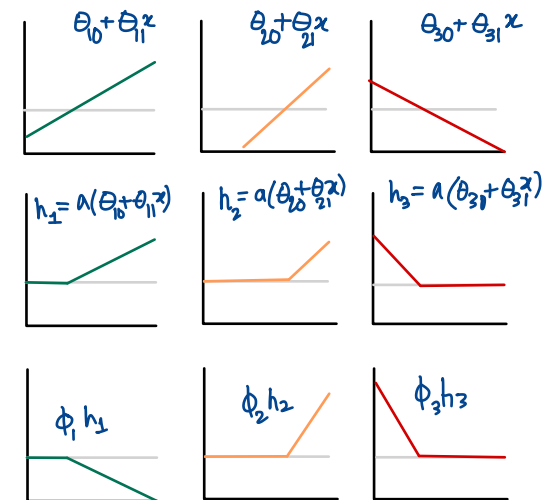 θ10+θ11x
θ20+θ21x
θ30+θ31x
h1=a(θ10+θ11x)
h2=a(θ20+θ21x)
h3=a(θ30+θ31x)
ϕ1h1
ϕ2h2
ϕ3h3